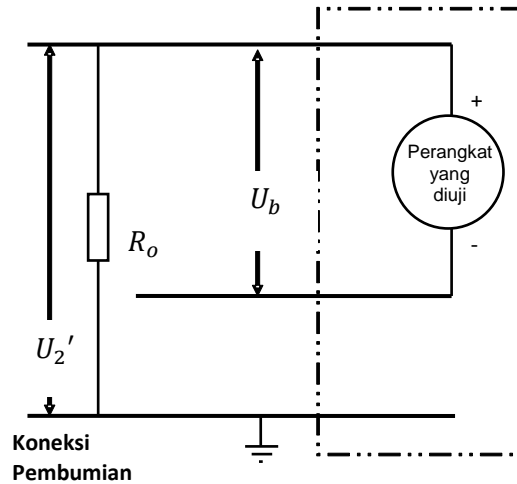 +
Perangkat
yang
diuji
-
U_b
R_o
U_2'
Koneksi
Pembumian